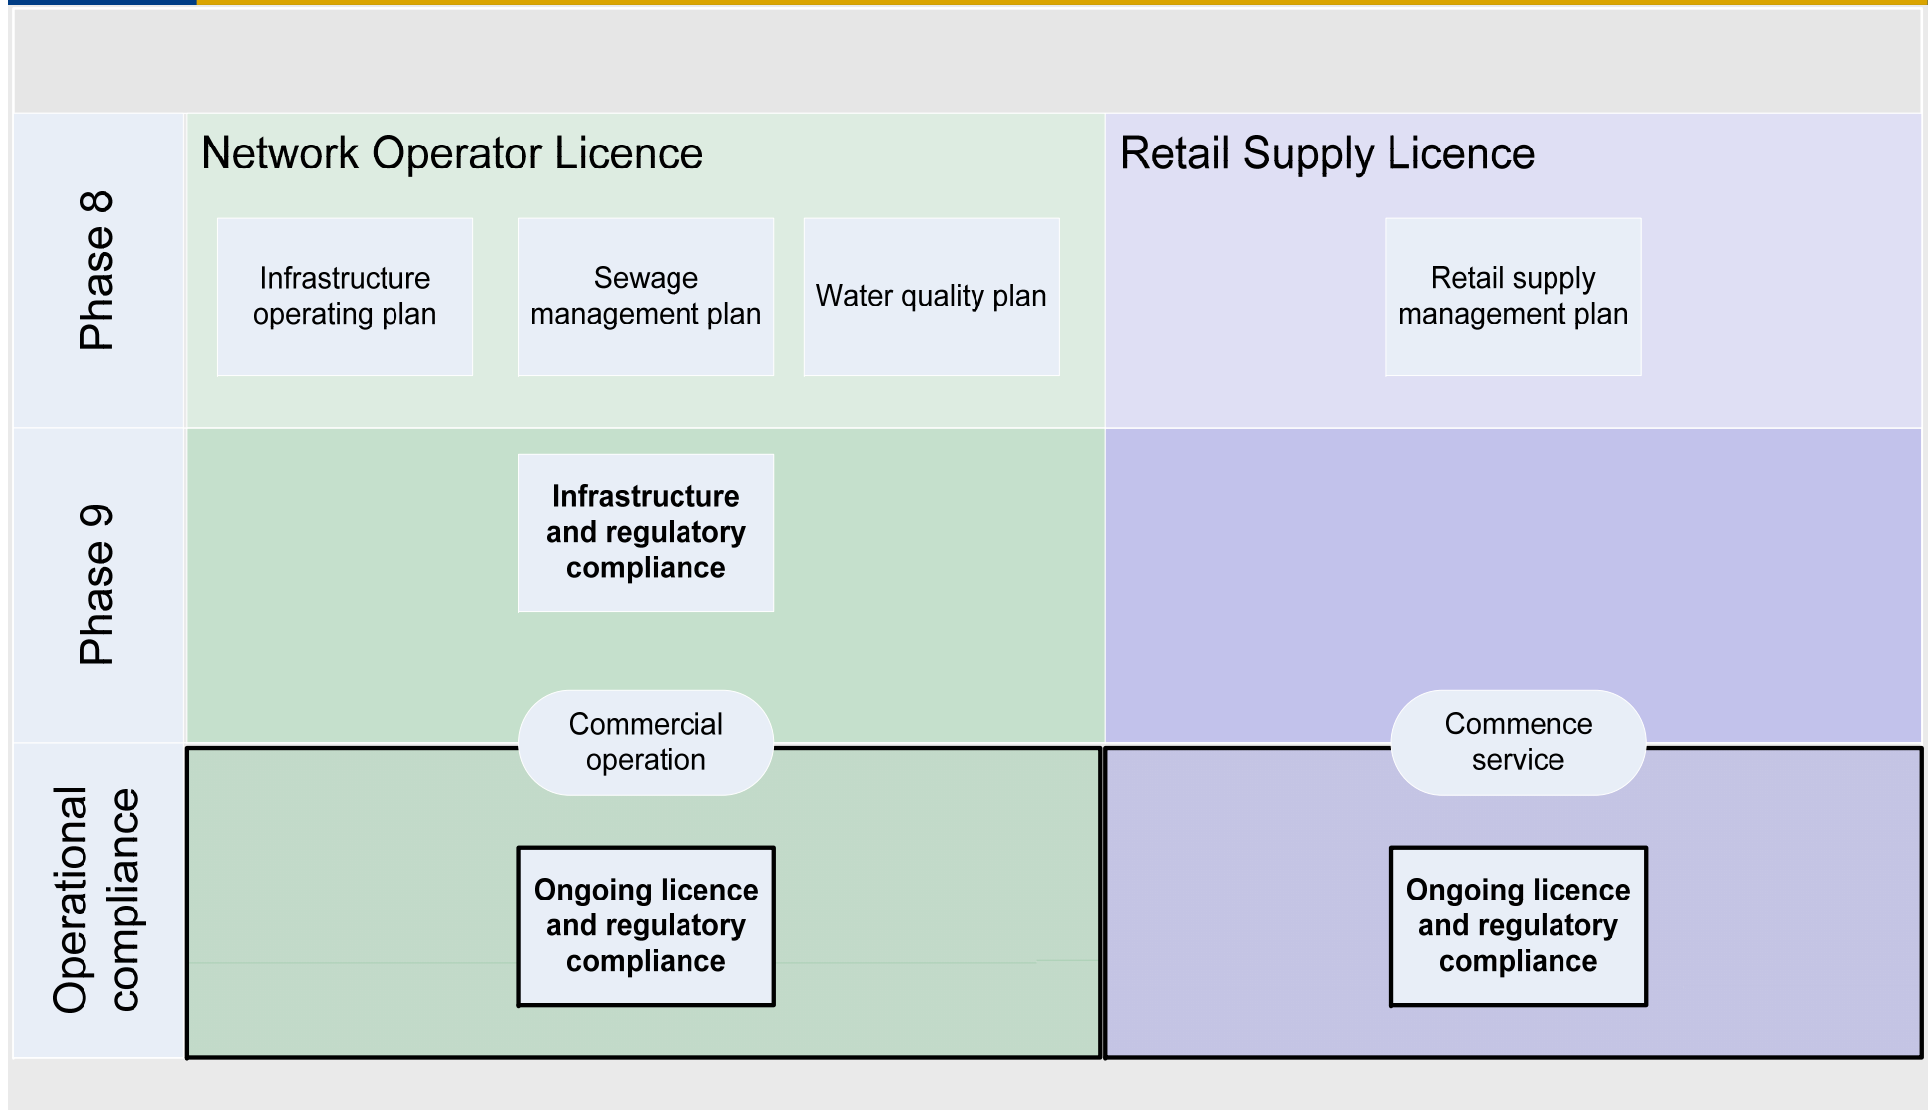 Network Operator Licence
Retail Supply Licence
Phase 8
Infrastructure
operating plan
Sewage
management plan
Water quality plan
Retail supply
management plan
Phase 9
Infrastructure
and regulatory
compliance
Commercial
operation
Commence
service
Operational
compliance
Ongoing licence
and regulatory
compliance
Ongoing licence
and regulatory
compliance